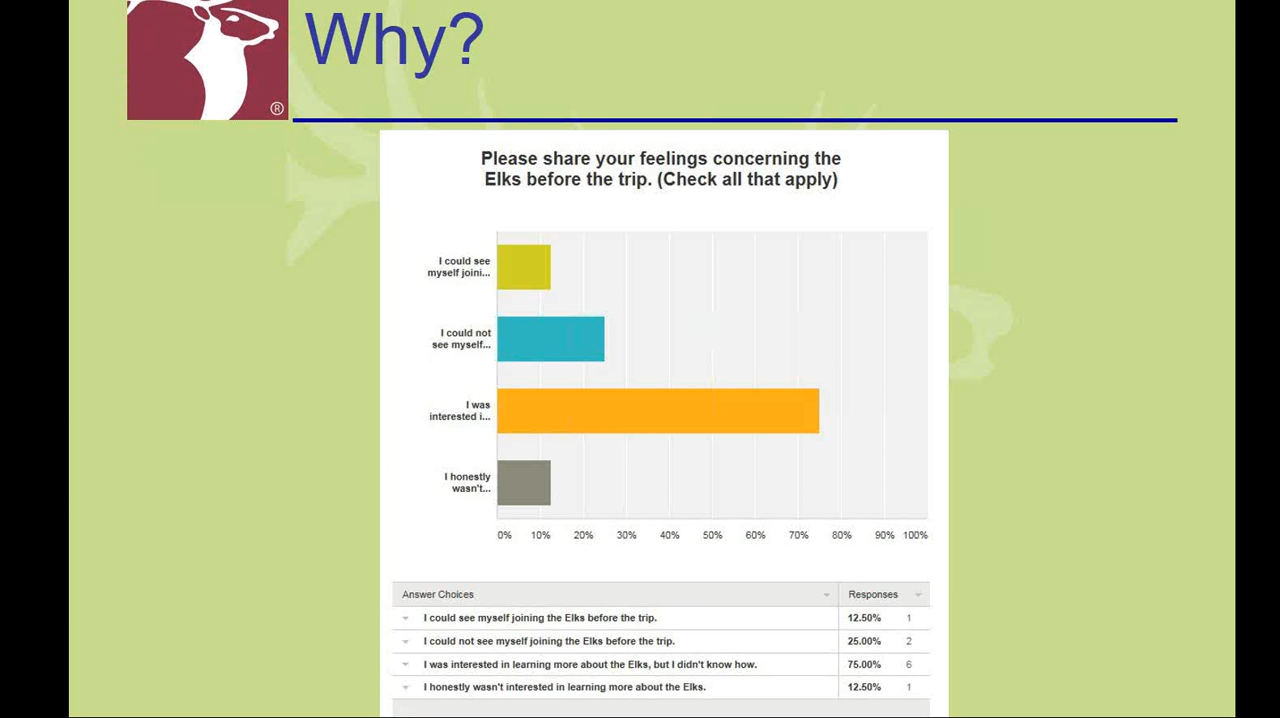 Why?
®
Please share your feelings concerning the
Elks before the trip. (Check all that apply)
I could see
myself joini...
I could not
see myself...
I was
interested i...
I honestly
wasn't...
0% 10% 20% 30% 40% 50% 60% 70% 80% 90% 100%
Answer Choices Responses
I could see myself joining the Elks before the trip. 12.50% 1
I could not see myself joining the Elks before the trip. 25.00% 2
I was interested in learning more about the Elks, but I didn't know how. 75.00% 6
I honestly wasn't interested in learning more about the Elks. 12.50% 1